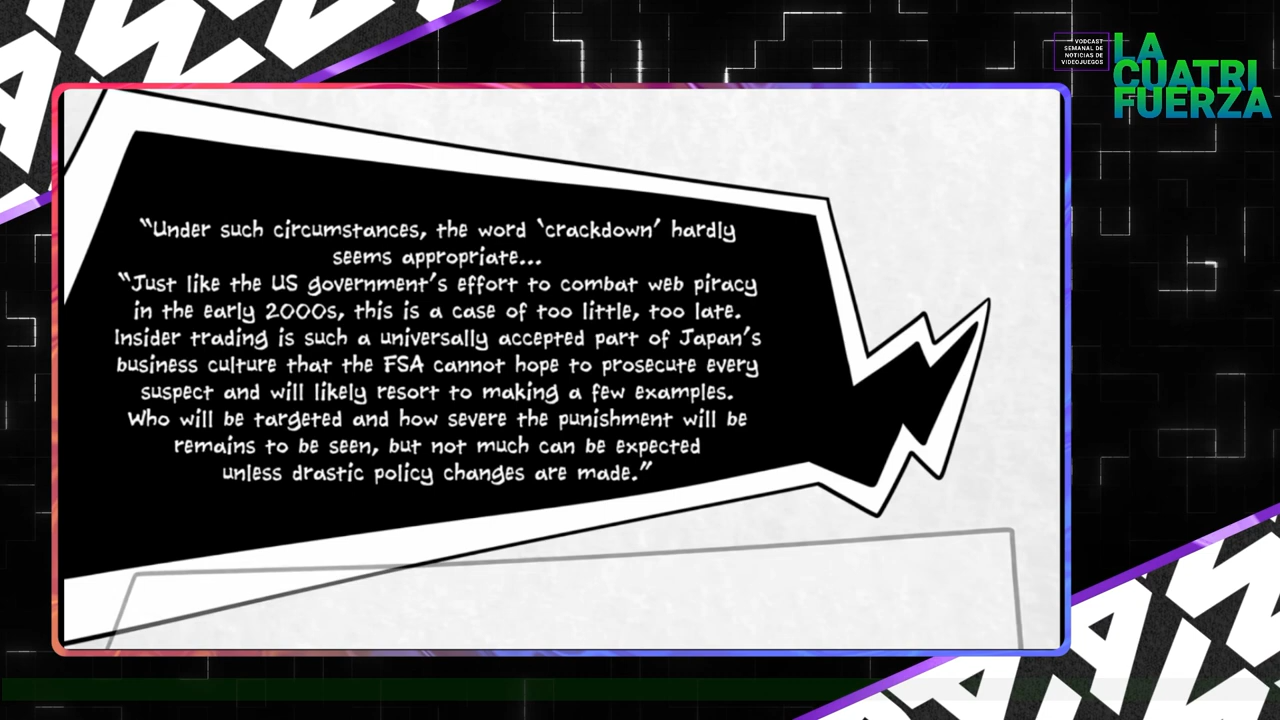 VODCAST
SEMANAL DE
NOTICIAS DE
VIDEOJUEGOS
LA
CUATRI
FUERZA
“Under such circumstances, the word ‘crackdown’ hardly
seems appropriate...
“Just like the US government’s effort to combat web piracy
in the early 2000s, this is a case of too little, too late.
Insider trading is such a universally accepted part of Japan’s
business culture that the FSA cannot hope to prosecute every
suspect and will likely resort to making a few examples.
Who will be targeted and how severe the punishment will be
remains to be seen, but not much can be expected
unless drastic policy changes are made.”